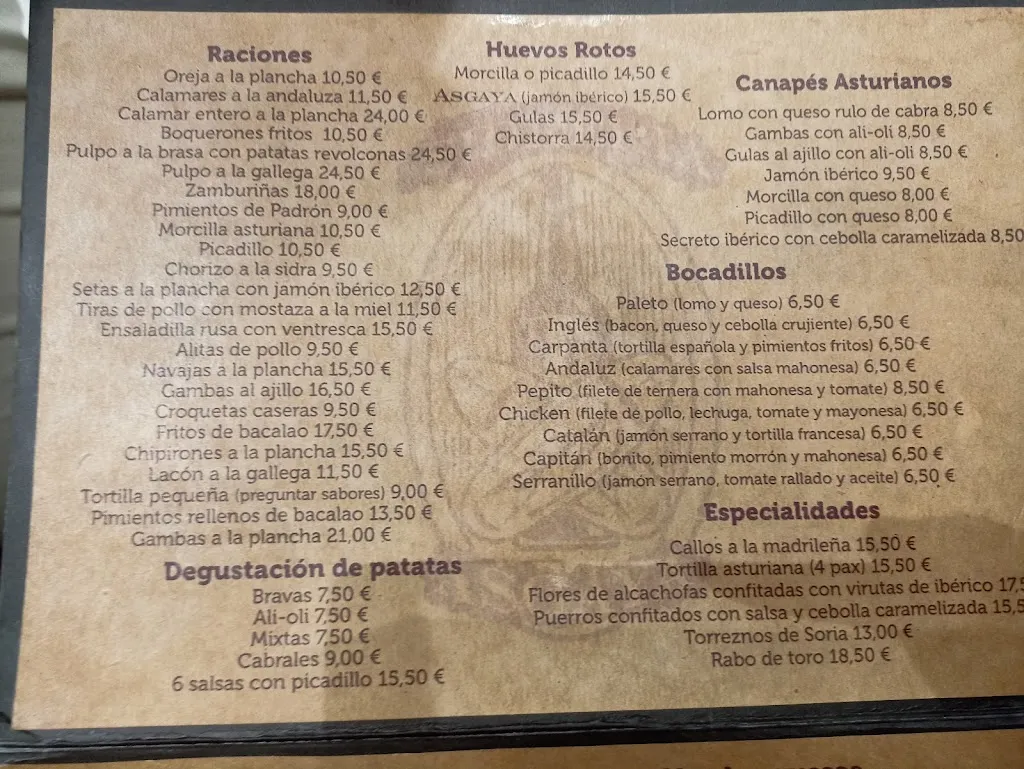 Raciones
Oreja a la plancha 10,50 €
Calamares a la andaluza 11,50 €
Calamar entero a la plancha 24,00 €
Boquerones fritos 10,50 €
Pulpo a la brasa con patatas revolconas 24,50 €
Pulpo a la gallega 24,50 €
Zamburiñas 18,00 €
Pimientos de Padrón 9,00 €
Morcilla asturiana 10,50 €
Picadillo 10,50 €
Chorizo a la sidra 9,50 €
Setas a la plancha con jamón ibérico 12,50 €
Tiras de pollo con mostaza a la miel 11,50 €
Ensaladilla rusa con ventresca 15,50 €
Alitas de pollo 9,50 €
Navajas a la plancha 15,50 €
Gambas al ajillo 16,50 €
Croquetas caseras 9,50 €
Fritos de bacalao 17,50 €
Chipirones a la plancha 15,50 €
Lacón a la gallega 11,50 €
Tortilla pequeña (preguntar sabores) 9,00 €
Pimientos rellenos de bacalao 13,50 €
Gambas a la plancha 21,00 €
Degustación de patatas
Bravas 7,50 €
Ali-oli 7,50 €
Mixtas 7,50 €
Cabrales 9,00 €
6 salsas con picadillo 15,50 €
Huevos Rotos
Morcilla o picadillo 14,50 €
ASGAYA (jamón ibérico) 15,50 €
Gulas 15,50 €
Chistorra 14,50 €
Canapés Asturianos
Lomo con queso rulo de cabra 8,50 €
Gambas con ali-oli 8,50 €
Gulas al ajillo con ali-oli 8,50 €
Jamón ibérico 9,50 €
Morcilla con queso 8,00 €
Picadillo con queso 8,00 €
Secreto ibérico con cebolla caramelizada 8,50
Bocadillos
Paleto (lomo y queso) 6,50 €
Inglés (bacon, queso y cebolla crujiente) 6,50 €
Carpanta (tortilla española y pimientos fritos) 6,50 €
Andaluz (calamares con salsa mahonesa) 6,50 €
Pepito (filete de ternera con mahonesa y tomate) 8,50 €
Chicken (filete de pollo, lechuga, tomate y mayonesa) 6,50 €
Catalán (jamón serrano y tortilla francesa) 6,50 €
Capitán (bonito, pimiento morrón y mahonesa) 6,50 €
Serranillo (jamón serrano, tomate rallado y aceite) 6,50 €
Especialidades
Callos a la madrileña 15,50 €
Tortilla asturiana (4 pax) 15,50 €
Flores de alcachofas confitadas con virutas de ibérico 17,5
Puerros confitados con salsa y cebolla caramelizada 15,5
Torreznos de Soria 13,00 €
Rabo de toro 18,50 €